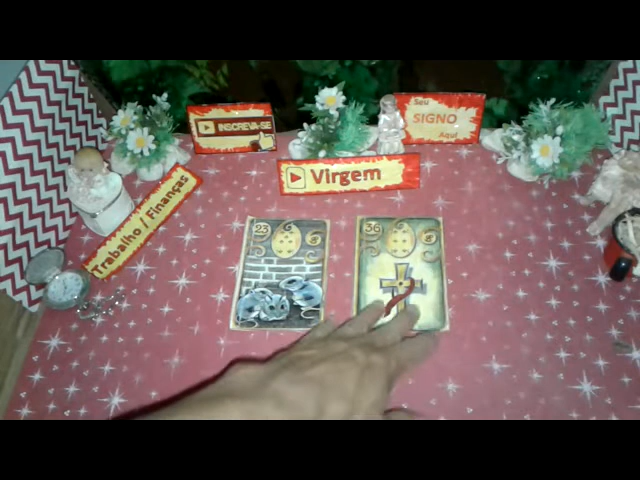 INSCREVA-SE
Seu
SIGNO
Aqui
Virgem
Trabalho / Finanças
23
36